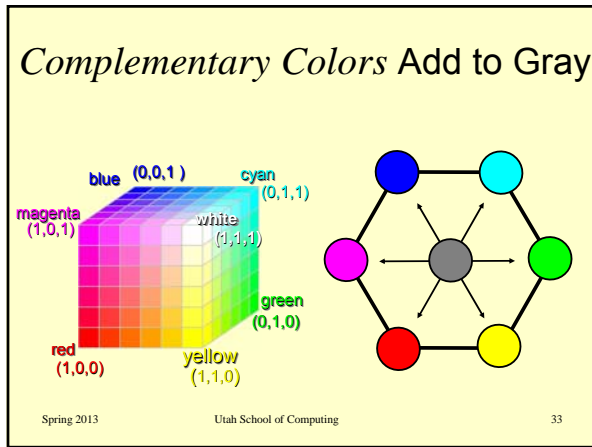 Complementary Colors Add to Gray
blue (0,0,1 )
cyan
(0,1,1)
magenta
(1,0,1)
white
(1,1,1)
green
(0,1,0)
red
(1,0,0)
yellow
(1,1,0)
Spring 2013 Utah School of Computing 33